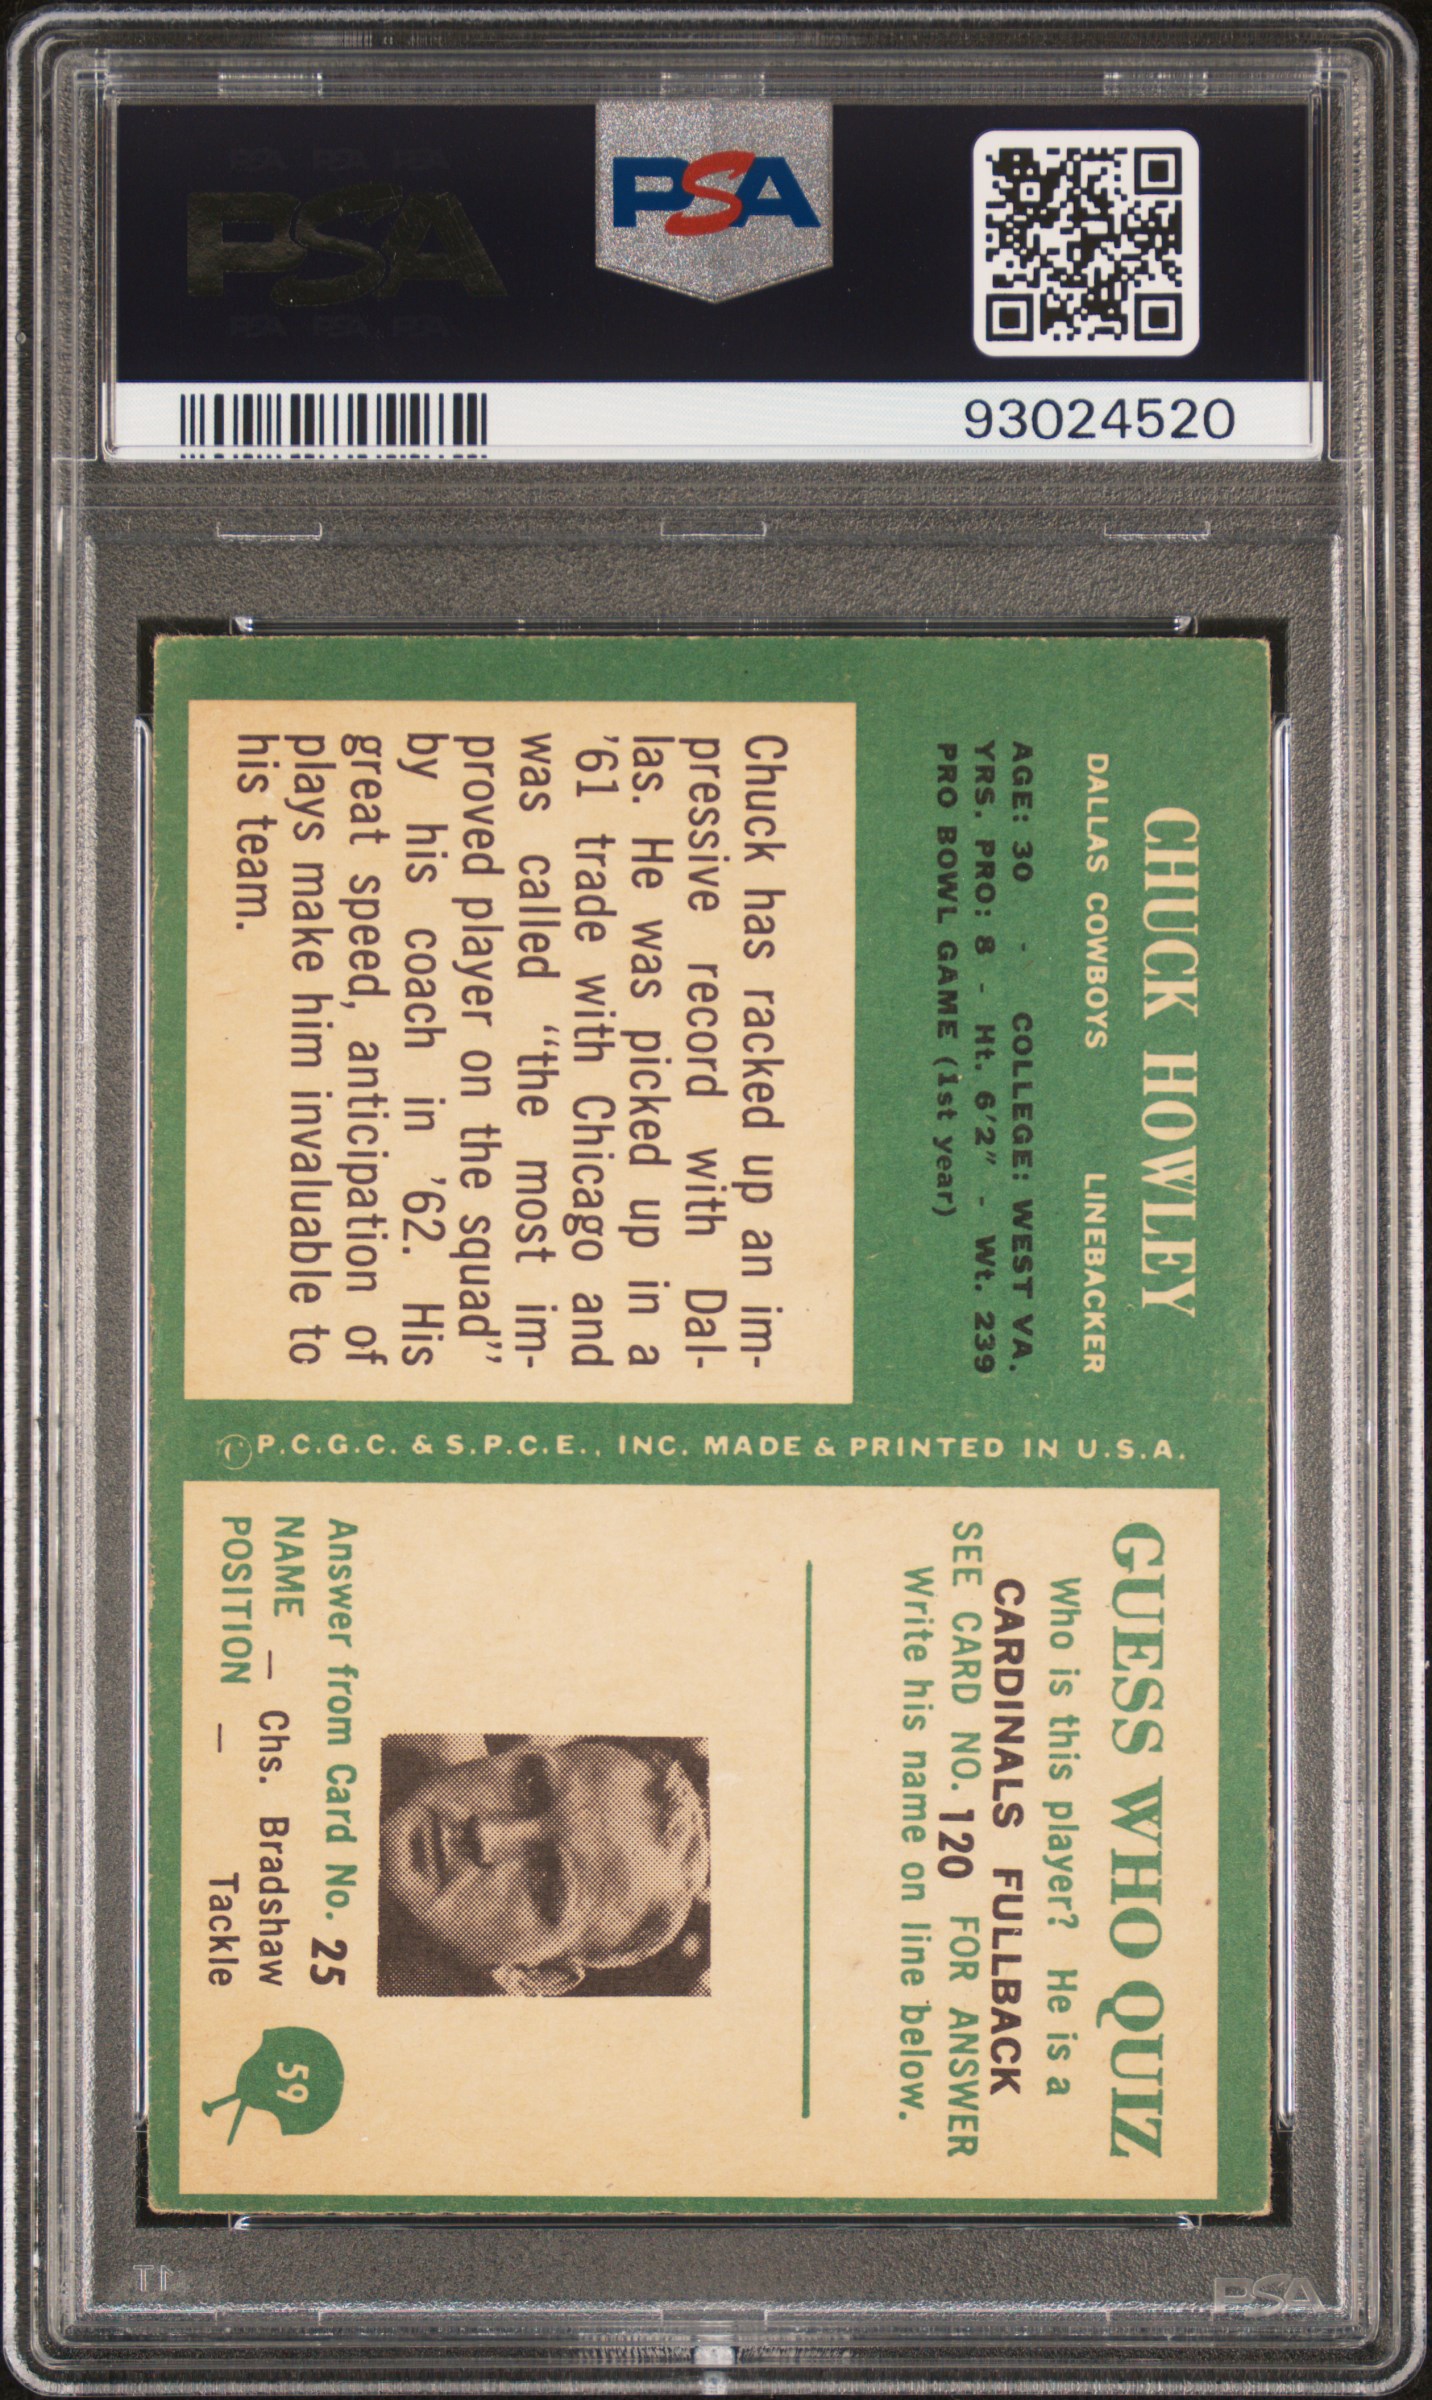 PSA
PSA
93024520
CHUCK HOWLEY
DALLAS COWBOYS LINEBACKER
AGE: 30 - COLLEGE: WEST VA.
YRS. PRO: 8 - Ht. 6'2" - Wt. 239
PRO BOWL GAME (1st year)
Chuck has racked up an im-
pressive record with Dal-
las. He was picked up in a
'61 trade with Chicago and
was called "the most im-
proved player on the squad"
by his coach in '62. His
great speed, anticipation of
plays make him invaluable to
his team.
© P.C.G.C. & S.P.C.E., INC. MADE & PRINTED IN U.S.A.
GUESS WHO QUIZ
Who is this player? He is a
CARDINALS FULLBACK
SEE CARD NO. 120 FOR ANSWER
Write his name on line below.
Answer from Card No. 25
NAME — Chs. Bradshaw
POSITION — Tackle
59
PSA